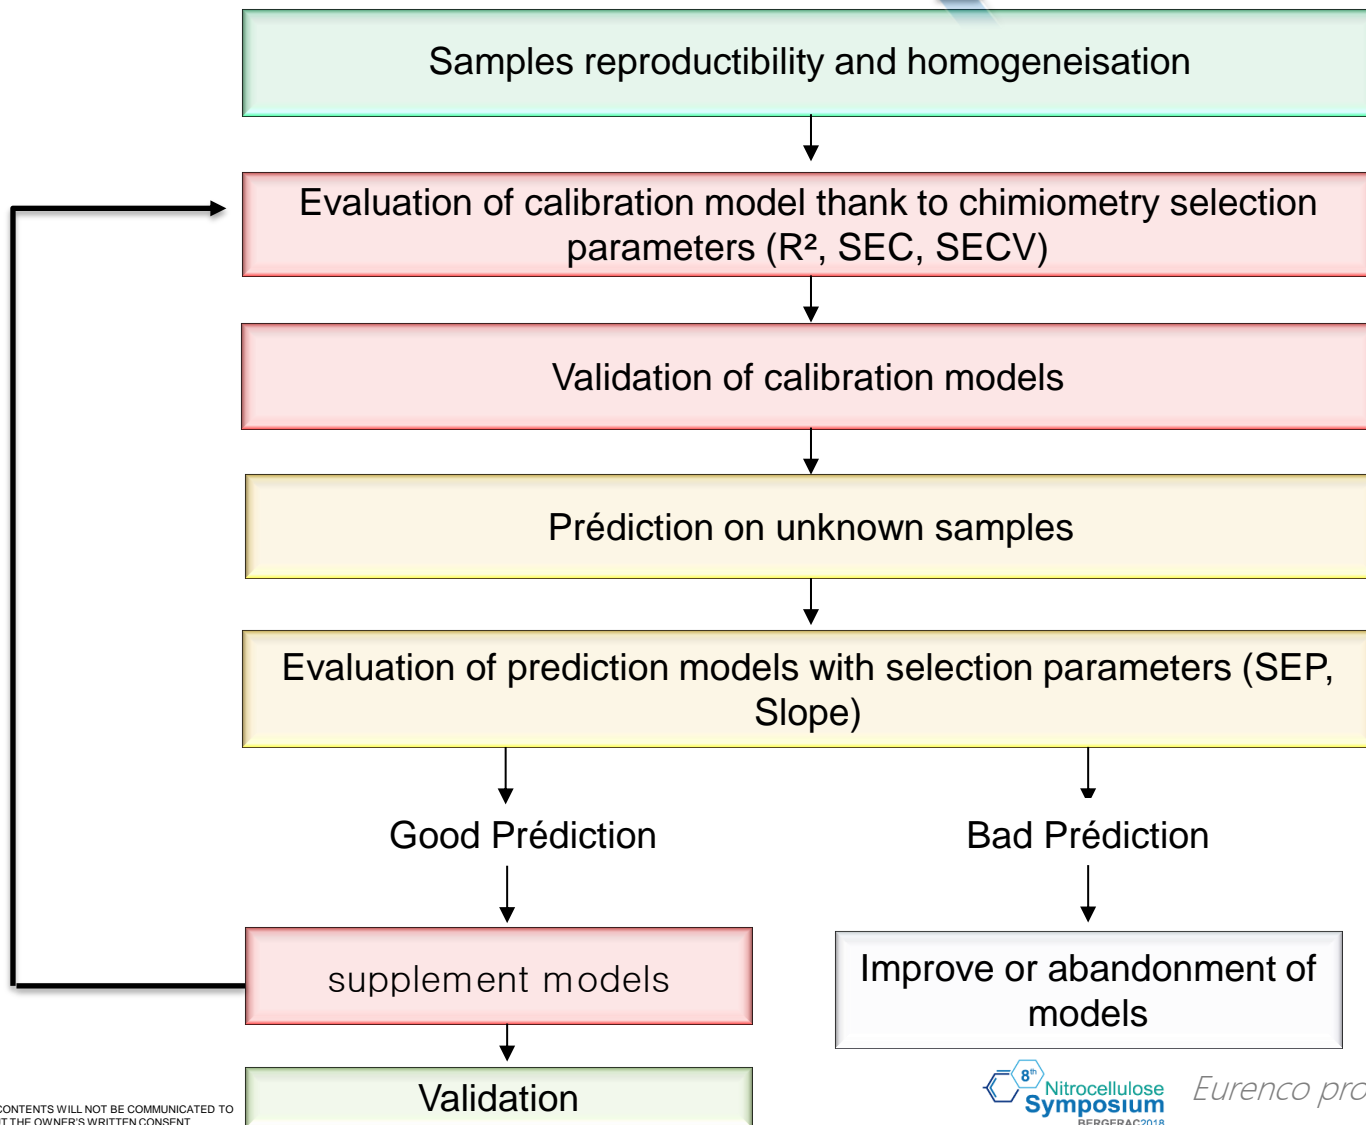 Samples reproductibility and homogeneisation
Evaluation of calibration model thank to chimiometry selection
parameters (R², SEC, SECV)
Validation of calibration models
Prédiction on unknown samples
Evaluation of prediction models with selection parameters (SEP,
Slope)
Good Prédiction
Bad Prédiction
supplement models
Improve or abandonment of
models
Validation
CONTENTS WILL NOT BE COMMUNICATED TO
UT THE OWNER'S WRITTEN CONSENT
8th
Nitrocellulose
Symposium
BERGERAC2018
Eurenco pro